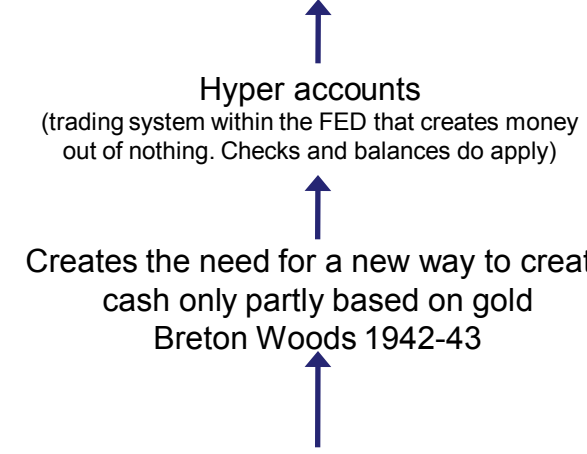 Hyper accounts
(trading system within the FED that creates money
out of nothing. Checks and balances do apply)
Creates the need for a new way to creat
cash only partly based on gold
Breton Woods 1942-43